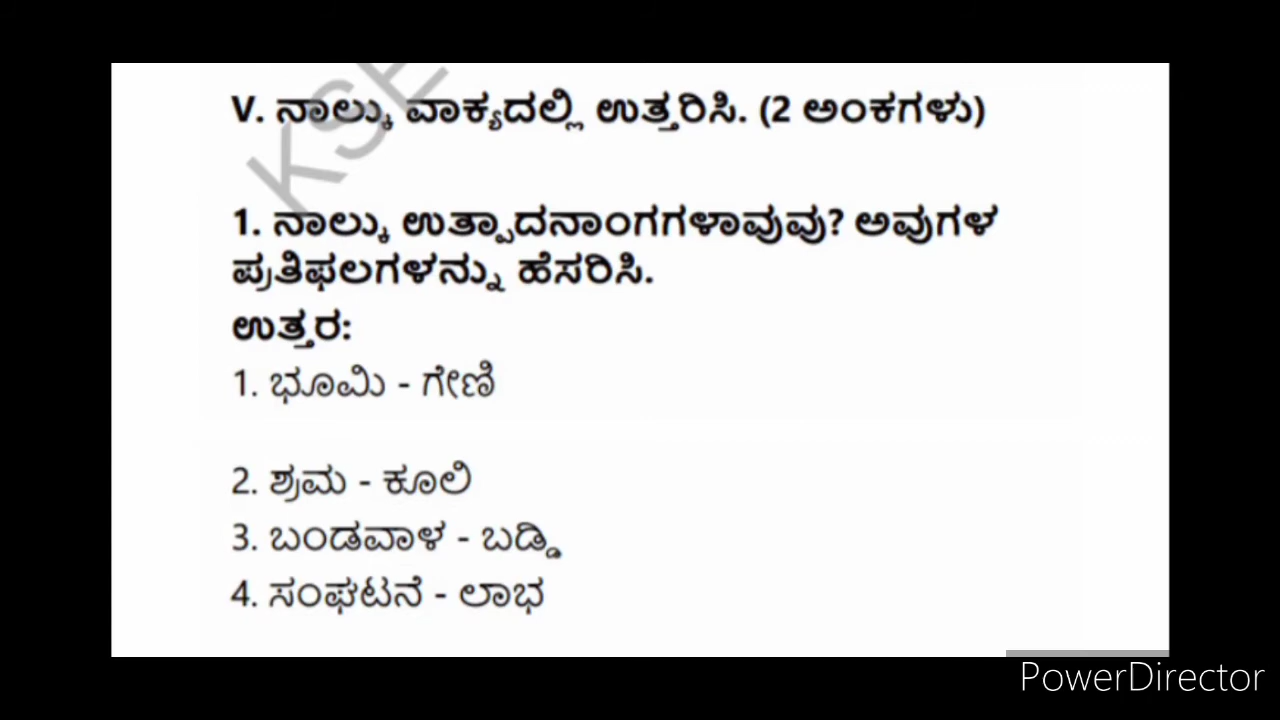 KSE
V. ನಾಲ್ಕು ವಾಕ್ಯದಲ್ಲಿ ಉತ್ತರಿಸಿ. (2 ಅಂಕಗಳು)
1. ನಾಲ್ಕು ಉತ್ಪಾದನಾಂಗಗಳಾವುವು? ಅವುಗಳ
ಪ್ರತಿಫಲಗಳನ್ನು ಹೆಸರಿಸಿ.
ಉತ್ತರ:
1. ಭೂಮಿ - ಗೇಣಿ
2. ಶ್ರಮ - ಕೂಲಿ
3. ಬಂಡವಾಳ - ಬಡ್ಡಿ
4. ಸಂಘಟನೆ - ಲಾಭ
PowerDirector